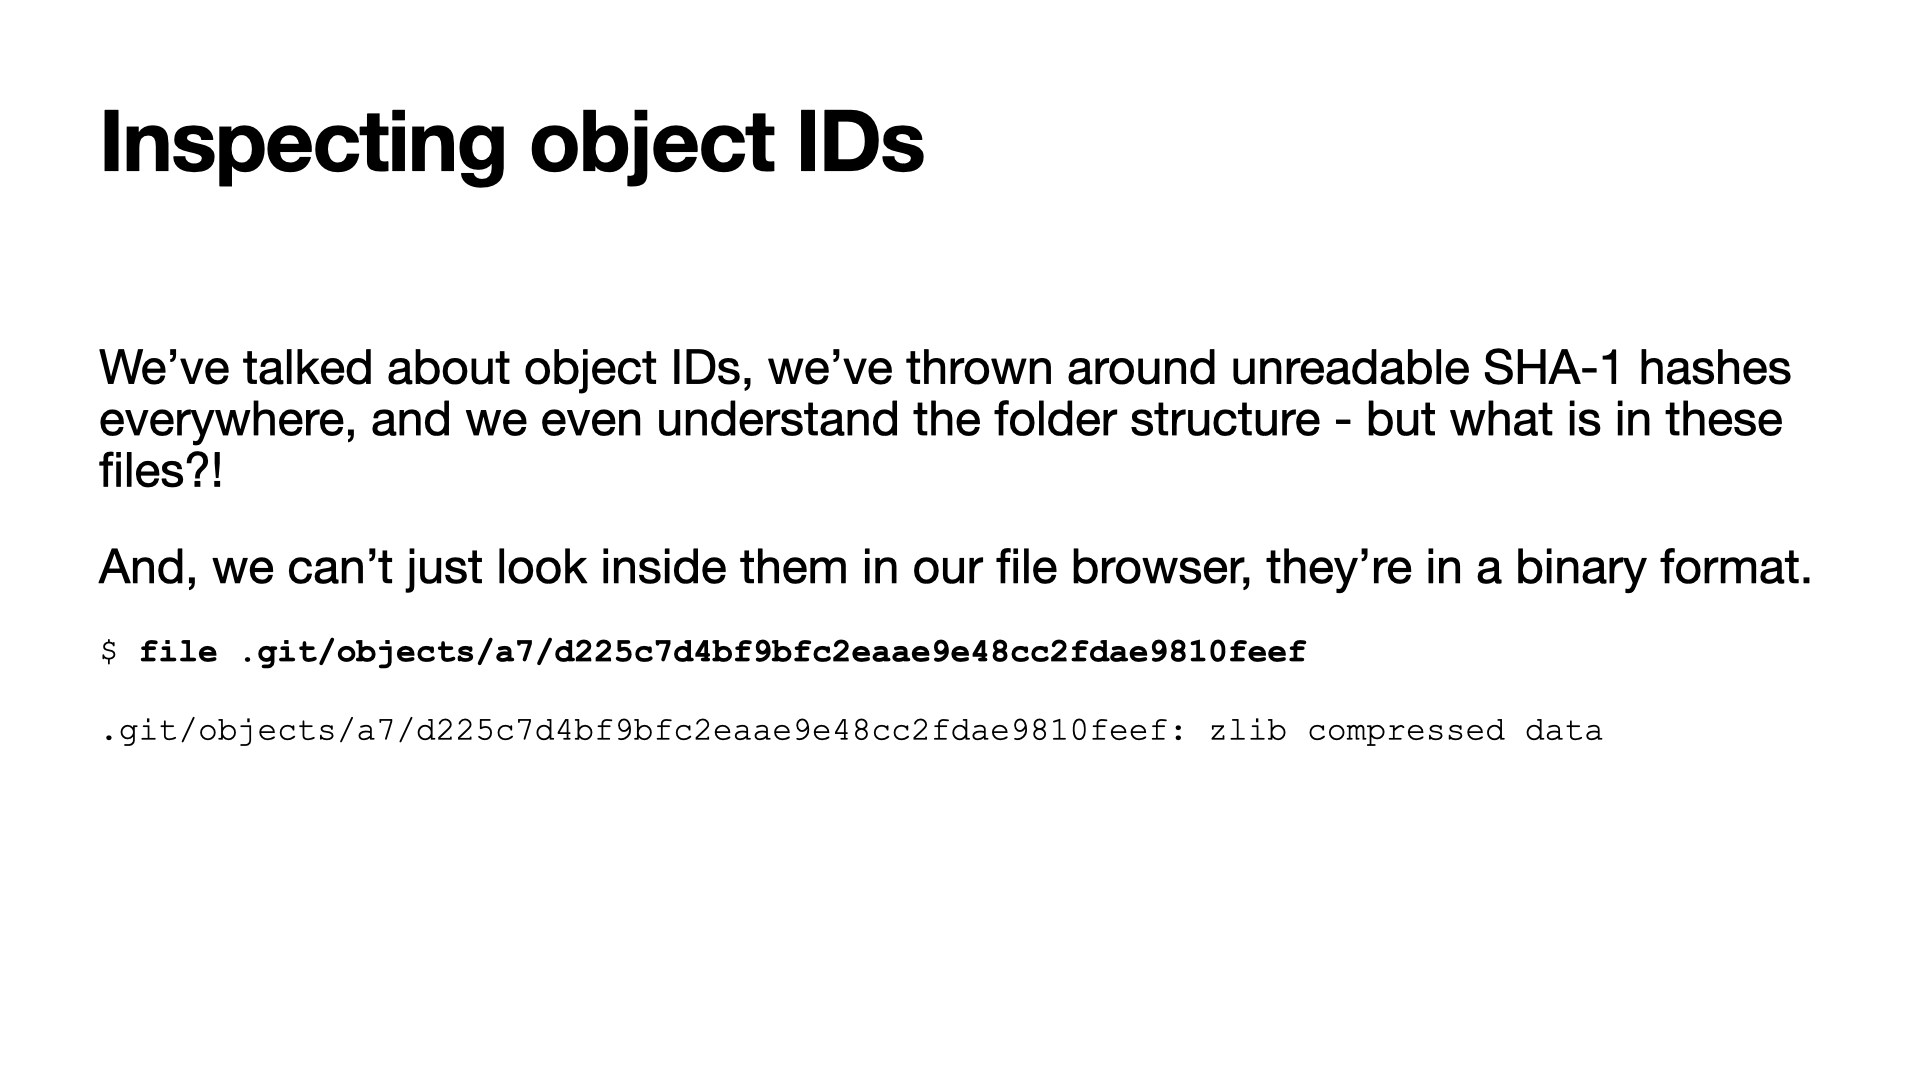 Inspecting object IDs
We’ve talked about object IDs, we’ve thrown around unreadable SHA-1 hashes
everywhere, and we even understand the folder structure - but what is in these
files?!
And, we can’t just look inside them in our file browser, they’re in a binary format.
$ file .git/objects/a7/d225c7d4bf9bfc2eaae9e48cc2fdae9810feef
.git/objects/a7/d225c7d4bf9bfc2eaae9e48cc2fdae9810feef: zlib compressed data